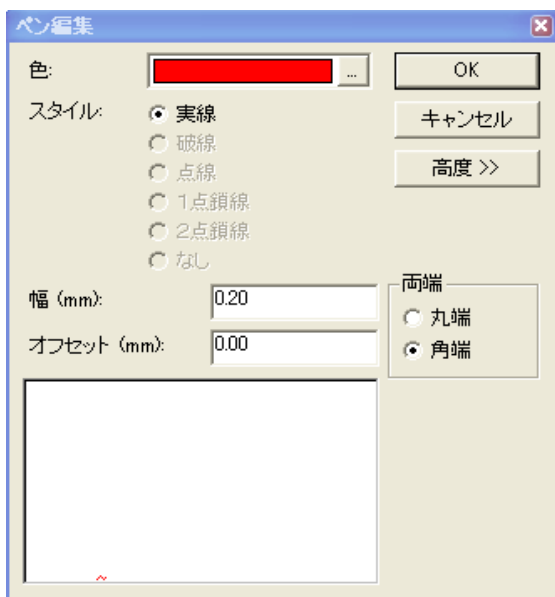 ペン編集
色:
...
OK
スタイル:
実線
キャンセル
破線
点線
高度 >>
1点鎖線
2点鎖線
なし
幅 (mm):
0.20
両端
丸端
オフセット (mm):
0.00
角端